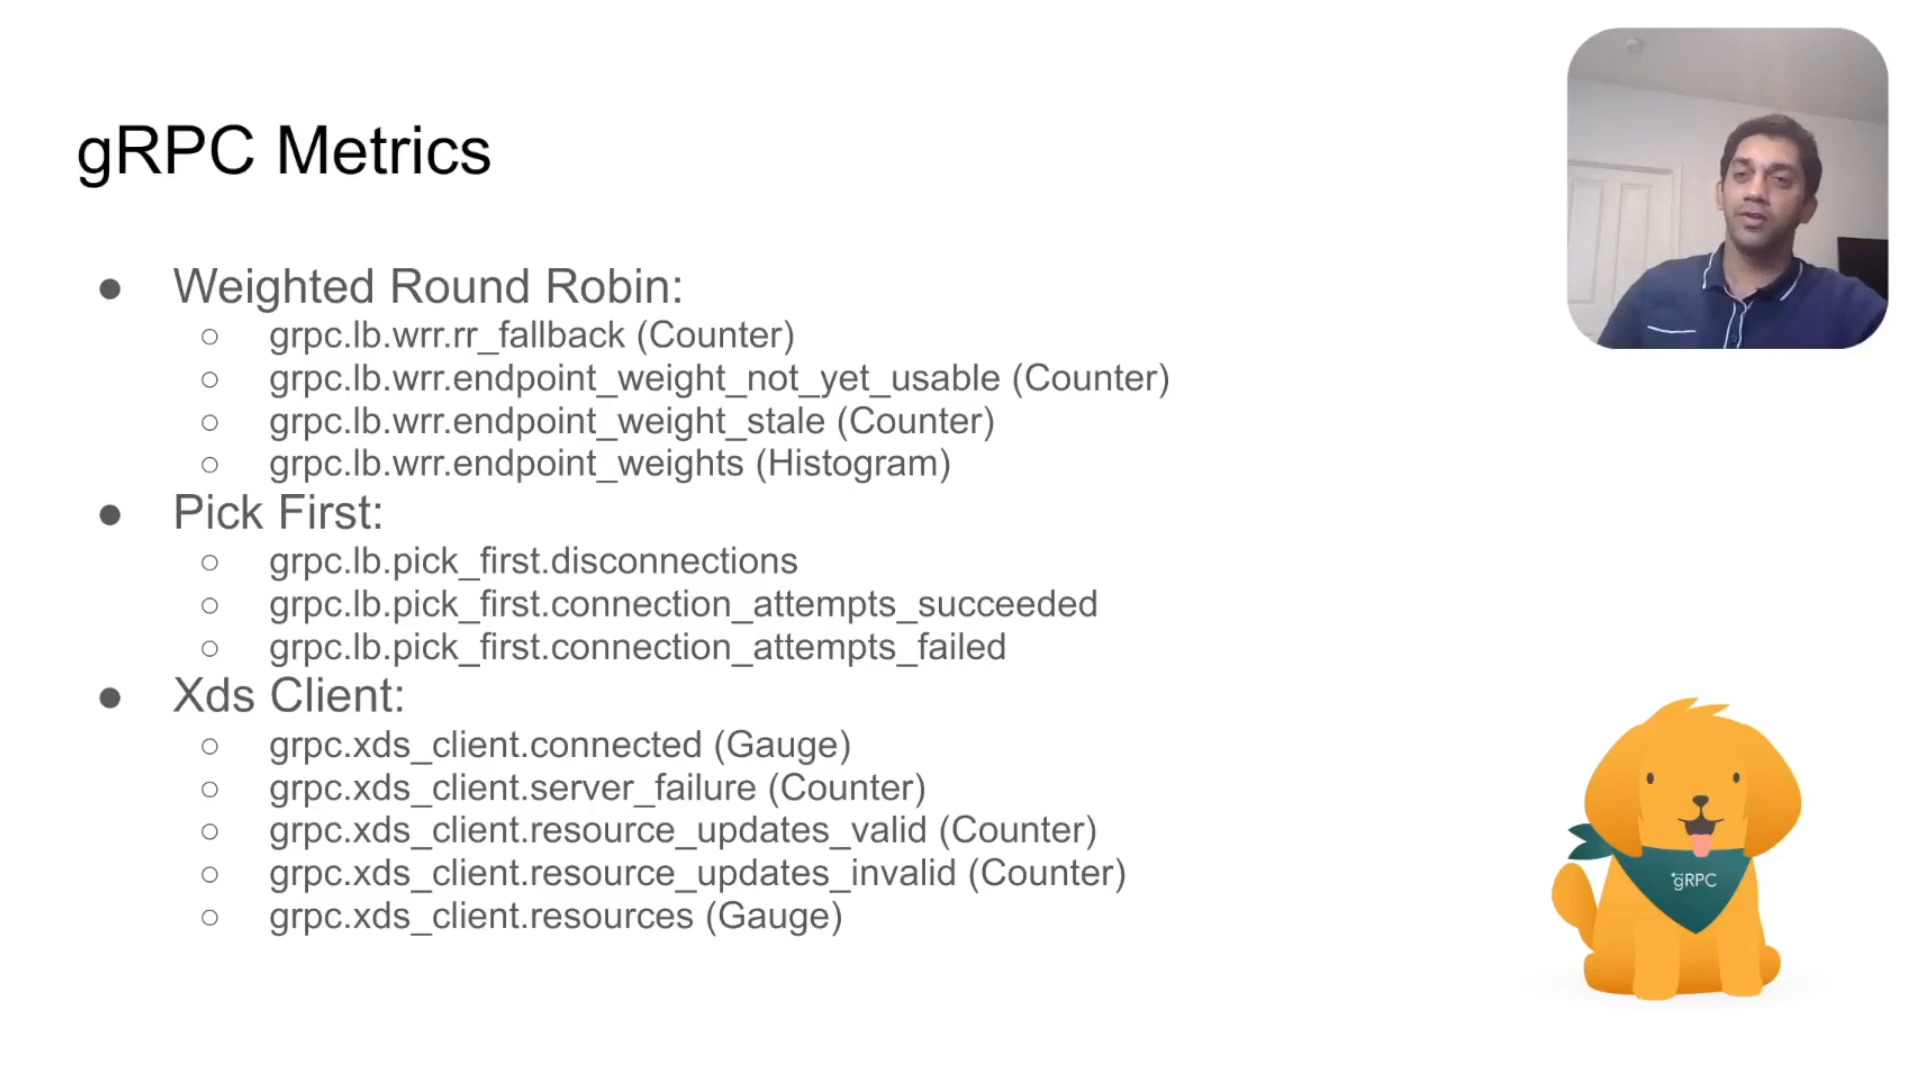 gRPC Metrics
● Weighted Round Robin:
○ grpc.lb.wrr.rr_fallback (Counter)
○ grpc.lb.wrr.endpoint_weight_not_yet_usable (Counter)
○ grpc.lb.wrr.endpoint_weight_stale (Counter)
○ grpc.lb.wrr.endpoint_weights (Histogram)
● Pick First:
○ grpc.lb.pick_first.disconnections
○ grpc.lb.pick_first.connection_attempts_succeeded
○ grpc.lb.pick_first.connection_attempts_failed
● Xds Client:
○ grpc.xds_client.connected (Gauge)
○ grpc.xds_client.server_failure (Counter)
○ grpc.xds_client.resource_updates_valid (Counter)
○ grpc.xds_client.resource_updates_invalid (Counter)
○ grpc.xds_client.resources (Gauge)
gRPC